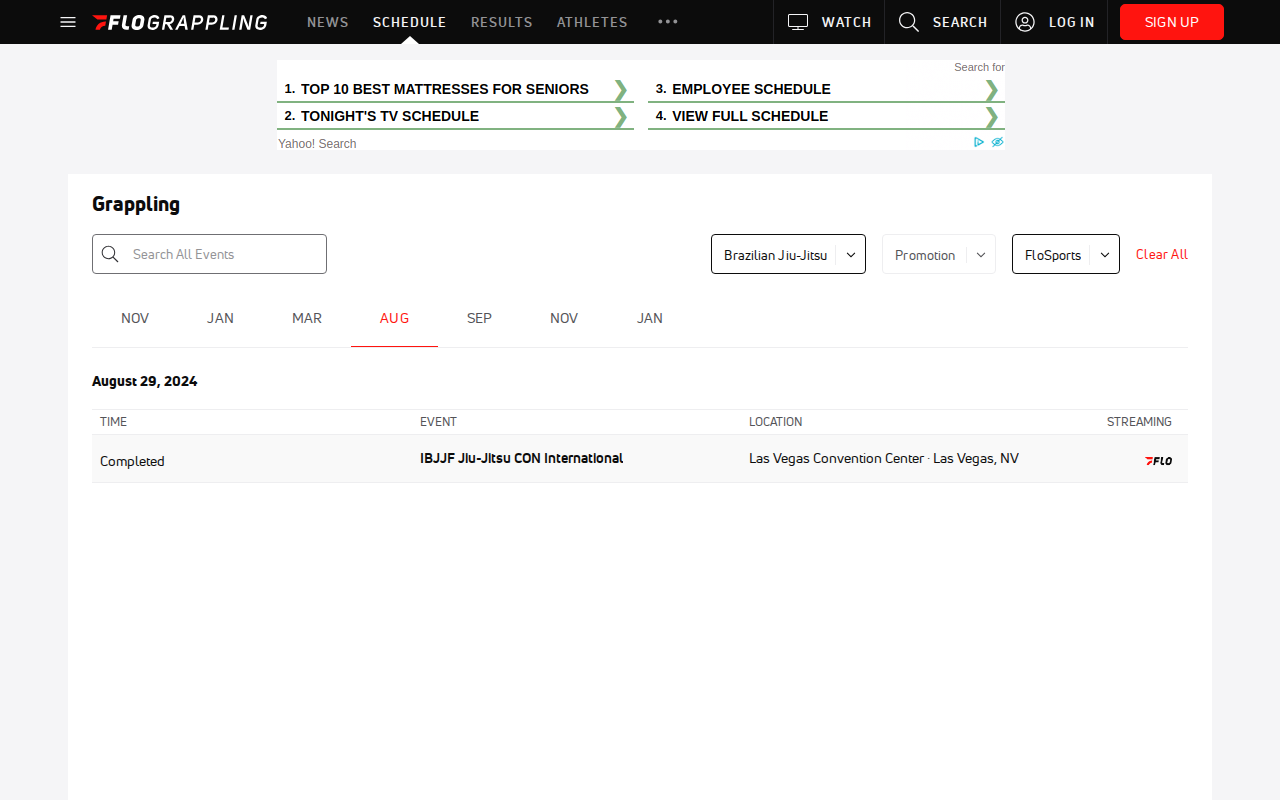 FLOGRAPPLING NEWS SCHEDULE RESULTS ATHLETES WATCH SEARCH LOG IN SIGN UP
Search for
1. TOP 10 BEST MATTRESSES FOR SENIORS
2. TONIGHT'S TV SCHEDULE
3. EMPLOYEE SCHEDULE
4. VIEW FULL SCHEDULE
Yahoo! Search
Grappling
Search All Events Brazilian Jiu-Jitsu Promotion FloSports Clear All
NOV JAN MAR AUG SEP NOV JAN
August 29, 2024
TIME EVENT LOCATION STREAMING
Completed IBJJF Jiu-Jitsu CON International Las Vegas Convention Center · Las Vegas, NV FLO